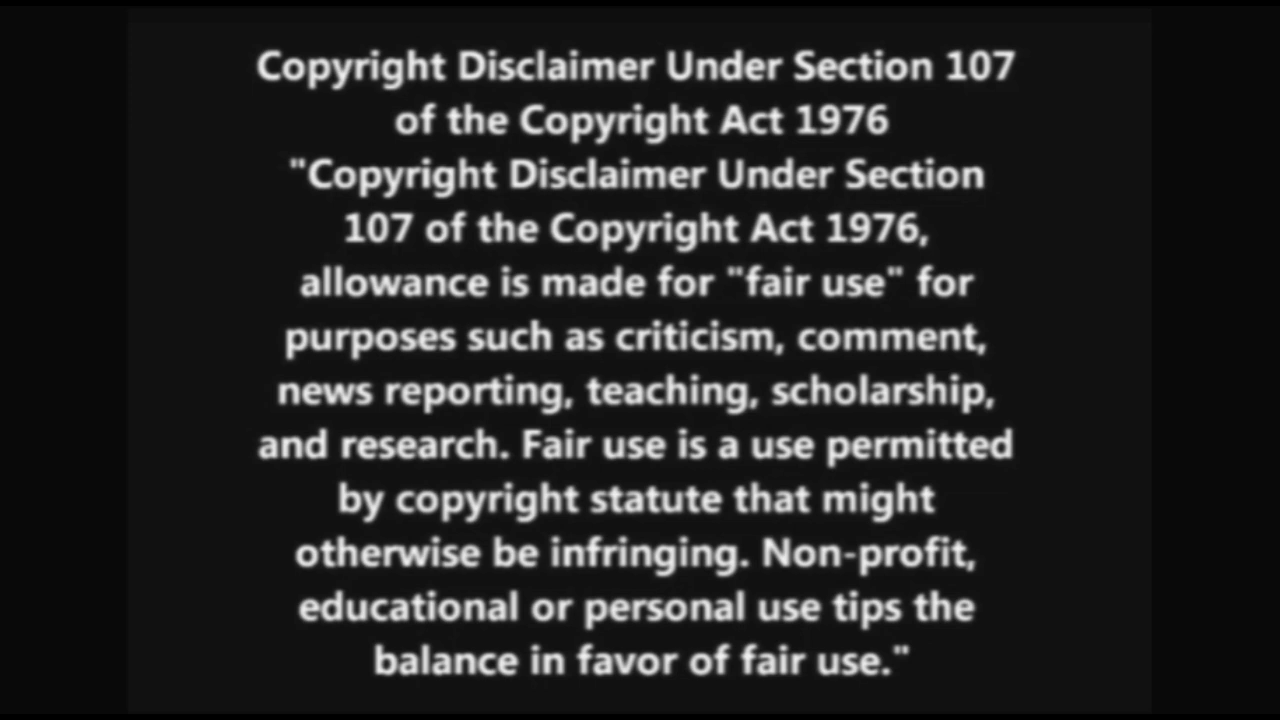 Copyright Disclaimer Under Section 107
of the Copyright Act 1976
"Copyright Disclaimer Under Section
107 of the Copyright Act 1976,
allowance is made for "fair use" for
purposes such as criticism, comment,
news reporting, teaching, scholarship,
and research. Fair use is a use permitted
by copyright statute that might
otherwise be infringing. Non-profit,
educational or personal use tips the
balance in favor of fair use."